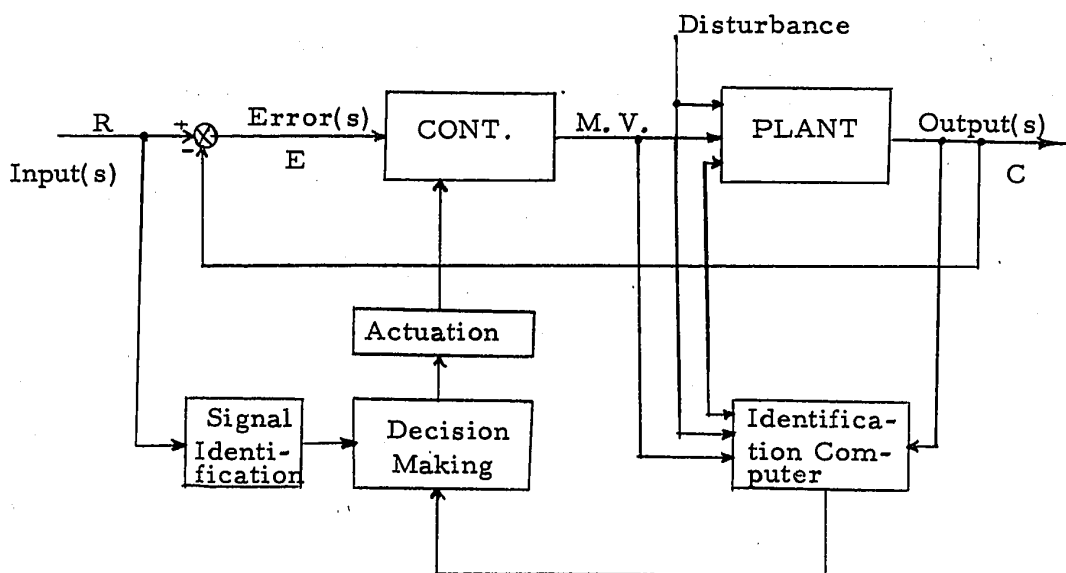 Disturbance
R
+
Error(s)
CONT.
M. V.
PLANT
Output(s)
-
Input(s)
E
C
Actuation
Signal
Identi-
fication
Decision
Making
Identifica-
tion Com-
puter